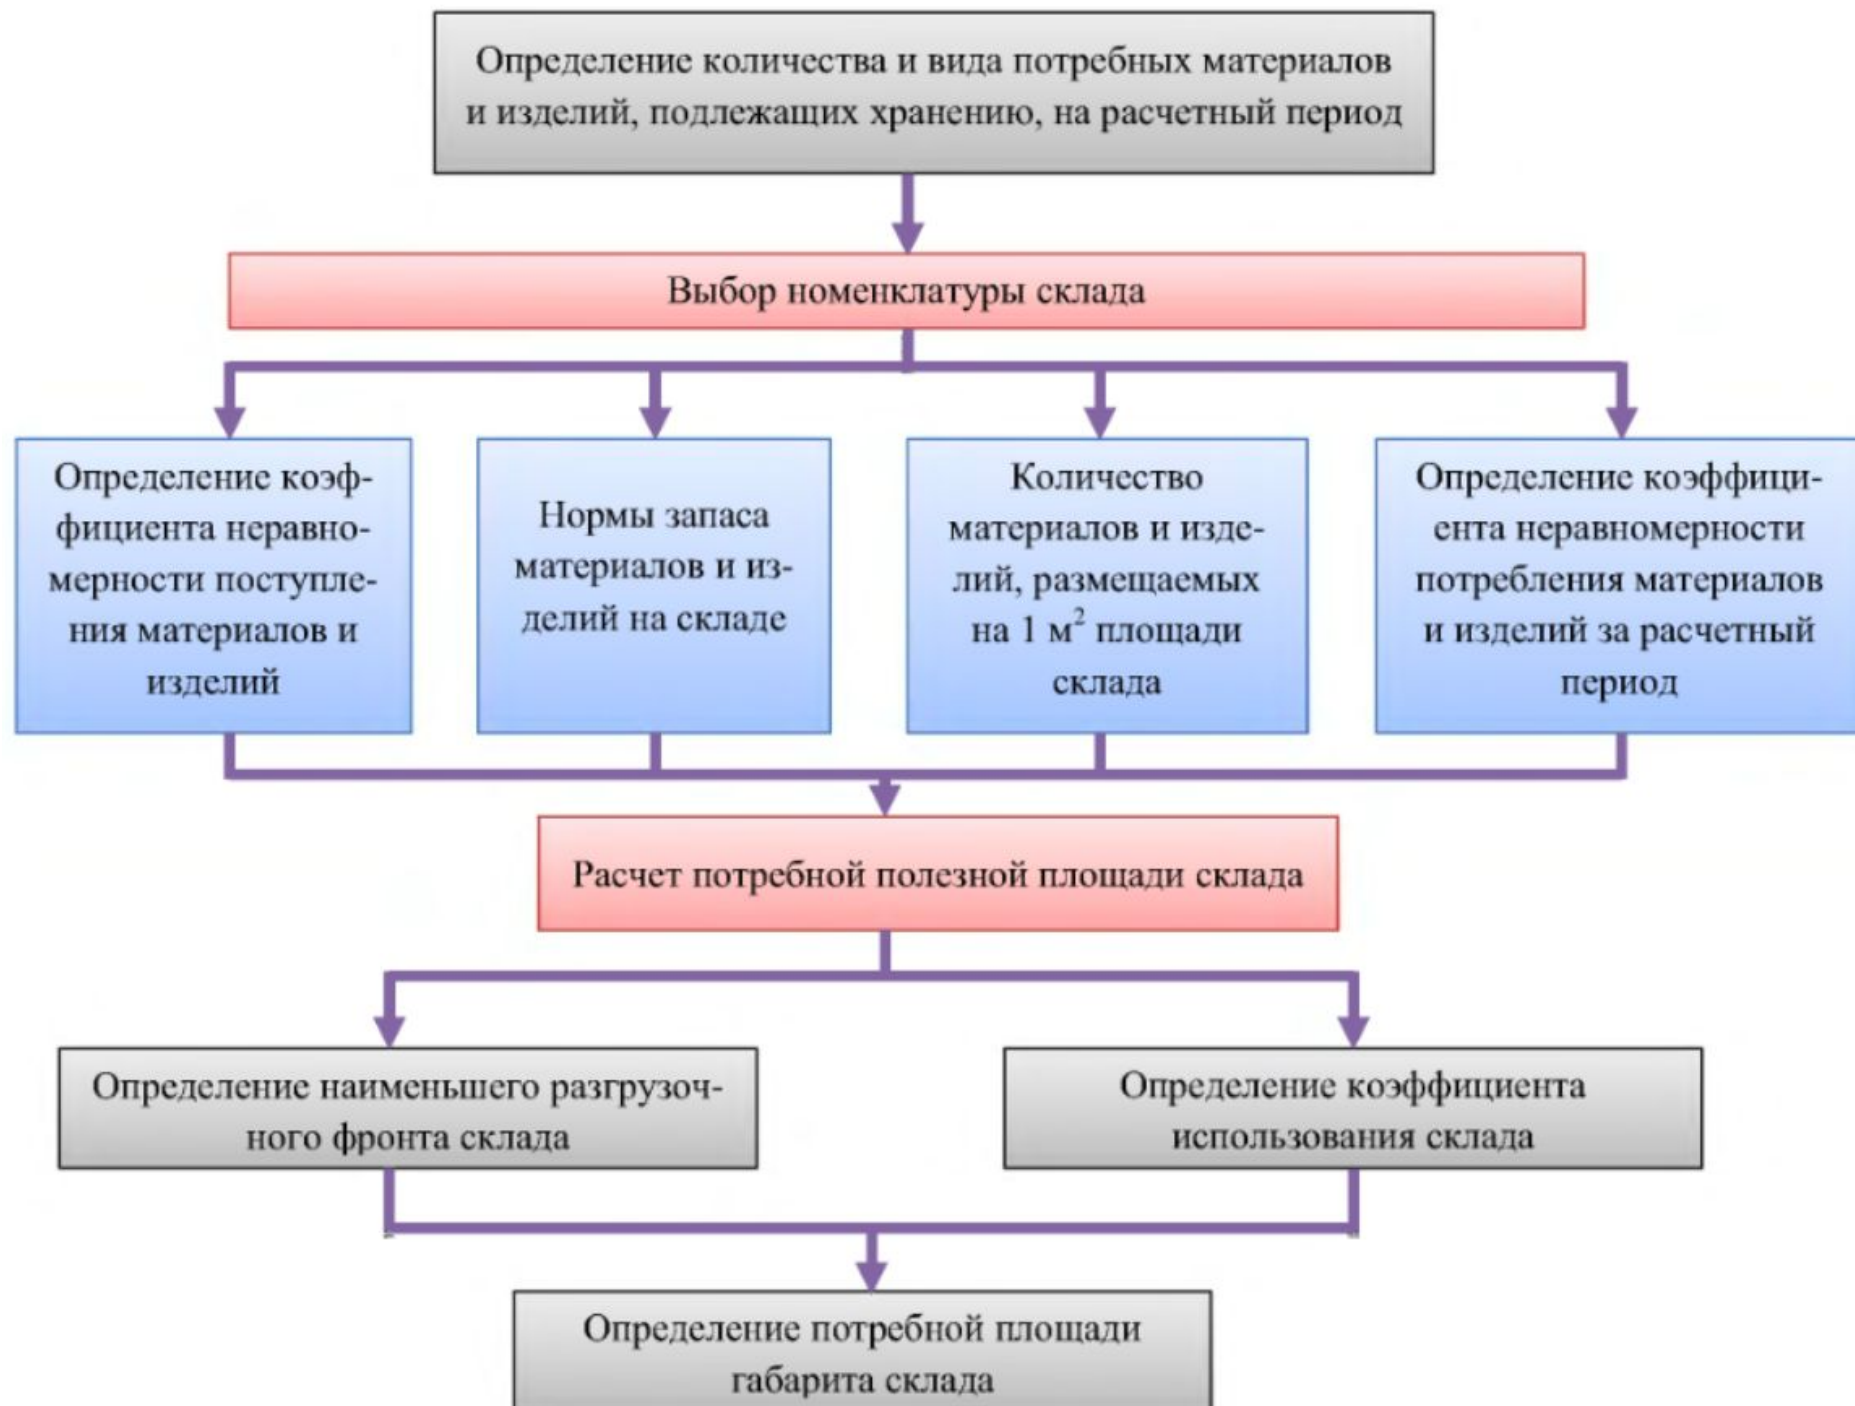 Определение количества и вида потребных материалов
и изделий, подлежащих хранению, на расчетный период
Выбор номенклатуры склада
Определение коэф-
фициента неравно-
мерности поступле-
ния материалов и
изделий
Нормы запаса
материалов и из-
делий на складе
Количество
материалов и изде-
лий, размещаемых
на 1 м² площади
склада
Определение коэффици-
ента неравномерности
потребления материалов
и изделий за расчетный
период
Расчет потребной полезной площади склада
Определение наименьшего разгрузоч-
ного фронта склада
Определение коэффициента
использования склада
Определение потребной площади
габарита склада